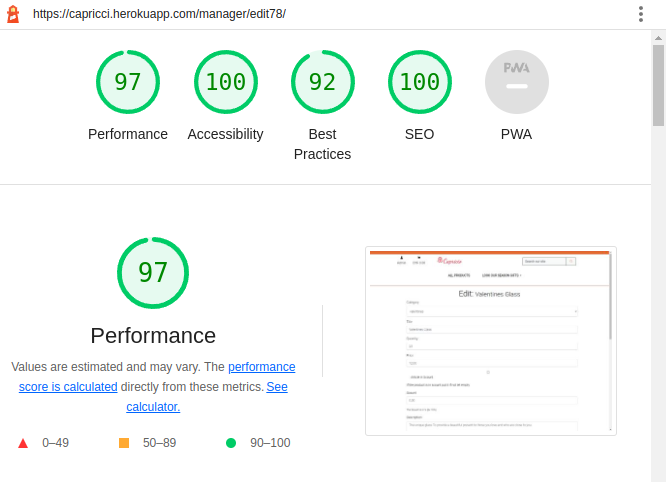 https://capricci.herokuapp.com/manager/edit78/
97
100
92
100
PWA
Performance
Accessibility
Best
Practices
SEO
PWA
97
Performance
Values are estimated and may vary. The performance
score is calculated directly from these metrics. See
calculator.
0–49
50–89
90–100
ALL PRODUCTS
Edit: Valentines Glass